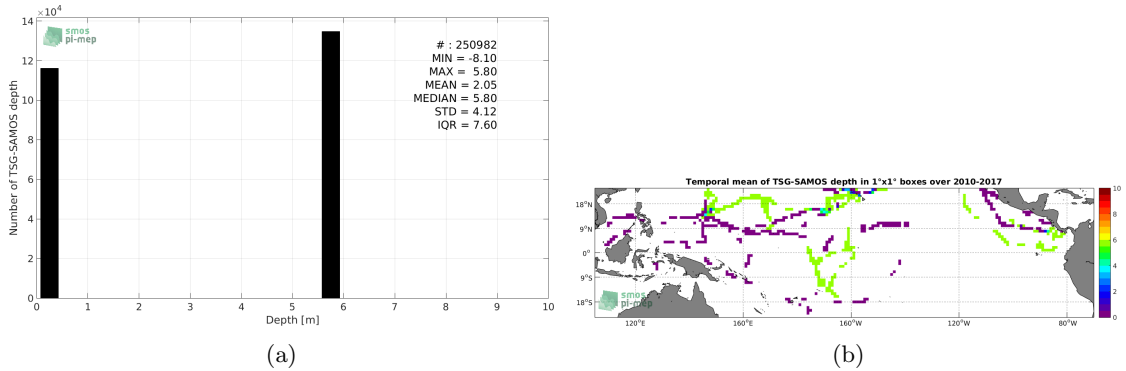 ×10⁴
14
12
10
8
6
4
2
0
Number of TSG-SAMOS depth
smos
pi-mep
# : 250982
MIN = -8.10
MAX = 5.80
MEAN = 2.05
MEDIAN = 5.80
STD = 4.12
IQR = 7.60
0 1 2 3 4 5 6 7 8 9 10
Depth [m]
(a)
Temporal mean of TSG-SAMOS depth in 1°x1° boxes over 2010-2017
18°N
9°N
0°
9°S
18°S
smos
pi-mep
120°E 160°E 160°W 120°W 80°W
10
8
6
4
2
0
(b)